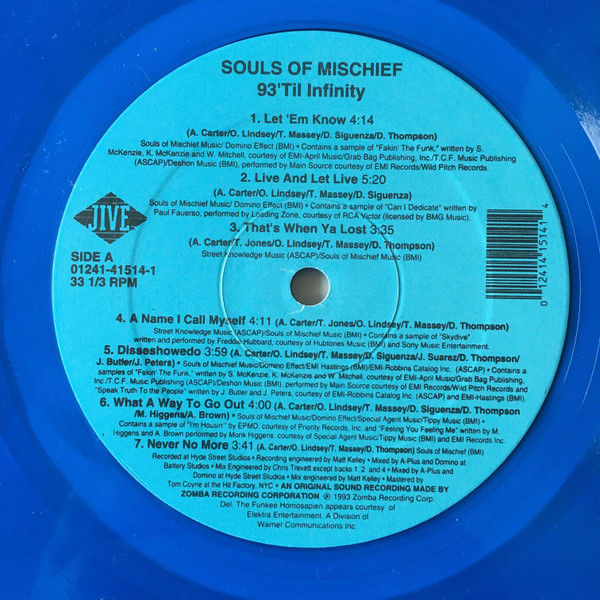 SOULS OF MISCHIEF
93'Til Infinity
1. Let 'Em Know 4:14
(A. Carter/O. Lindsey/T. Massey/D. Siguenza/D. Thompson)
Souls of Mischief Music/ Domino Effect (BMI) • Contains a sample of "Fakin' The Funk," written by S.
McKenzie, K. McKenzie and W. Mitchell, courtesy of EMI-April Music/Grab Bag Publishing, Inc./T.C.F. Music Publishing
(ASCAP)/Deshon Music (BMI), performed by Main Source courtesy of EMI Records/Wild Pitch Records.
2. Live And Let Live 5:20
(A. Carter/O. Lindsey/T. Massey/D. Siguenza)
Souls of Mischief Music/ Domino Effect (BMI) • Contains a sample of "Can I Dedicate" written by
Paul Fauerso, performed by Loading Zone, courtesy of RCA Victor (licensed by BMG Music).
3. That's When Ya Lost 3:35
(A. Carter/T. Jones/O. Lindsey/T. Massey/D. Thompson)
Street Knowledge Music (ASCAP)/Souls of Mischief Music (BMI)
JIVE
SIDE A
01241-41514-1
33 1/3 RPM
0 12414 15141 4
4. A Name I Call Myself 4:11 (A. Carter/T. Jones/O. Lindsey/T. Massey/D. Thompson)
Street Knowledge Music (ASCAP)/Souls of Mischief Music (BMI) • Contains a sample from "Skydive"
written and performed by Freddie Hubbard, courtesy of Hubtones Music (BMI) and Sony Music Entertainment.
5. Disseshowedo 3:59 (A. Carter/O. Lindsey/T. Massey/D. Siguenza/J. Suarez/D. Thompson/
J. Butler/J. Peters) • Souls of Mischief Music/Domino Effect/EMI Hastings (BMI)/EMI-Robbins Catalog Inc. (ASCAP) • Contains a
samples of "Fakin' The Funk," written by S. McKenzie, K. McKenzie and W. Mitchell, courtesy of EMI-April Music/Grab Bag Publishing,
Inc./T.C.F. Music Publishing (ASCAP)/Deshon Music (BMI). performed by Main Source courtesy of EMI Records/Wild Pitch Records and
"Speak Truth To the People" written by J. Butler and J. Peters, courtesy of EMI-Robbins Catalog Inc. (ASCAP) and EMI-Hastings (BMI).
6. What A Way To Go Out 4:00 (A. Carter/O. Lindsey/T. Massey/D. Siguenza/D. Thompson
/M. Higgens/A. Brown) • Souls of Mischief Music/Domino Effect/Special Agent Music/Tippy Music (BMI) •
Contains a sample of "I'm Housin'" by EPMD, courtesy of Priority Records. Inc. and "Feeling You Feeling Me" written by M.
Higgens and A. Brown performed by Monk Higgens. courtesy of Special Agent Music/Tippy Music (BMI) and EMI Records Inc.
7. Never No More 3:41 (A. Carter/O. Lindsey/T. Massey/D. Thompson) Souls of Mischief (BMI)
Recorded at Hyde Street Studios • Recording engineered by Matt Kelley • Mixed by A-Plus and Domino at
Battery Studios • Mix Engineered by Chris Trevett except tracks 1, 2 and 4 • Mixed by A-Plus and
Domino at Hyde Street Studios • Mix engineered by Matt Kelley • Mastered by
Tom Coyne at the Hit Factory, NYC • AN ORIGINAL SOUND RECORDING MADE BY
ZOMBA RECORDING CORPORATION ℗ 1993 Zomba Recording Corp.
Del. The Funkee Homosapien appears courtesy of
Elektra Entertainment. A Division of
Warner Communications Inc.